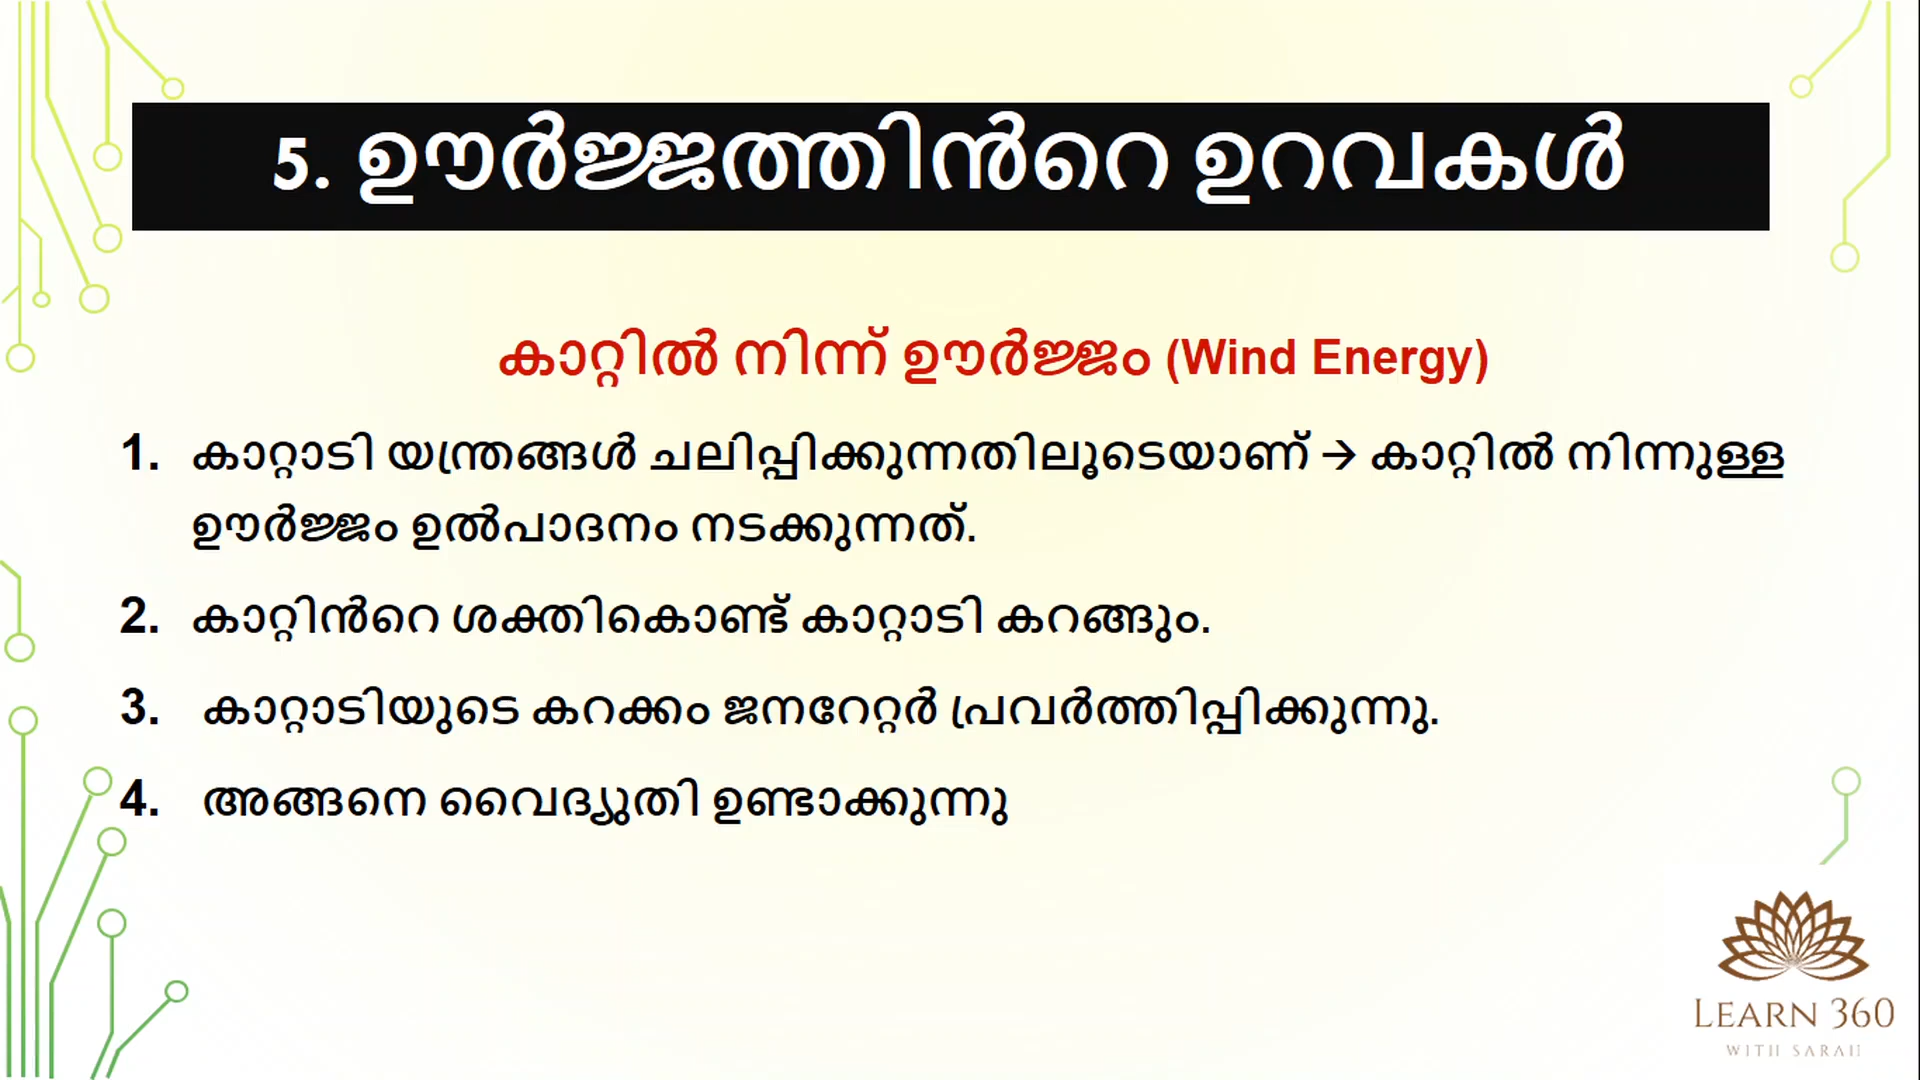 5. ഊർജ്ജത്തിൻറെ ഉറവകൾ
കാറ്റിൽ നിന്ന് ഊർജ്ജം (Wind Energy)
1. കാറ്റാടി യന്ത്രങ്ങൾ ചലിപ്പിക്കുന്നതിലൂടെയാണ് → കാറ്റിൽ നിന്നുള്ള
ഊർജ്ജം ഉൽപാദനം നടക്കുന്നത്.
2. കാറ്റിൻറെ ശക്തികൊണ്ട് കാറ്റാടി കറങ്ങും.
3. കാറ്റാടിയുടെ കറക്കം ജനറേറ്റർ പ്രവർത്തിപ്പിക്കുന്നു.
4. അങ്ങനെ വൈദ്യുതി ഉണ്ടാക്കുന്നു
LEARN 360
WITH SARAH